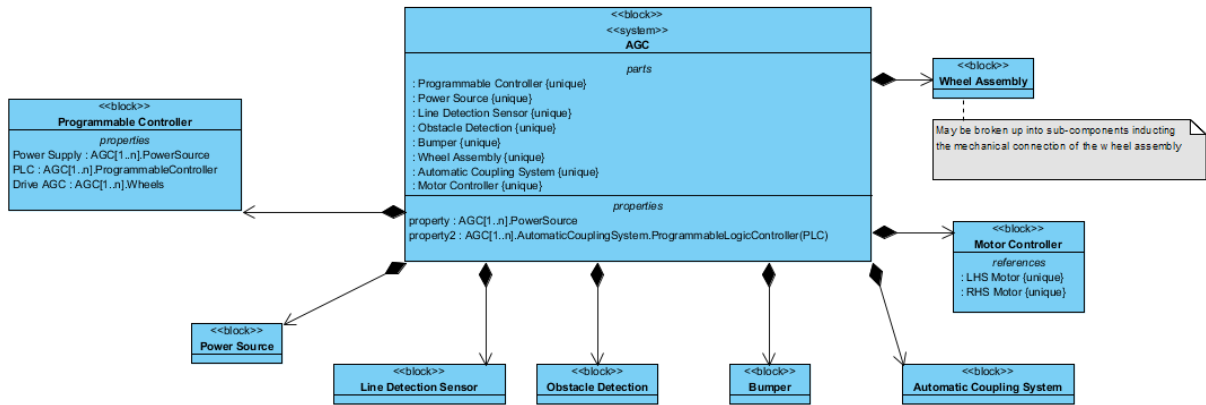 <<block>>
<<system>>
AGC
parts
: Programmable Controller {unique}
: Power Source {unique}
: Line Detection Sensor {unique}
: Obstacle Detection {unique}
: Bumper {unique}
: Wheel Assembly {unique}
: Automatic Coupling System {unique}
: Motor Controller {unique}
properties
property : AGC[1..n].PowerSource
property2 : AGC[1..n].AutomaticCouplingSystem.ProgrammableLogicController(PLC)
<<block>>
Wheel Assembly
May be broken up into sub-components inducting
the mechanical connection of the wheel assembly
<<block>>
Programmable Controller
properties
Power Supply : AGC[1..n].PowerSource
PLC : AGC[1..n].ProgrammableController
Drive AGC : AGC[1..n].Wheels
<<block>>
Motor Controller
references
: LHS Motor {unique}
: RHS Motor {unique}
<<block>>
Power Source
<<block>>
Line Detection Sensor
<<block>>
Obstacle Detection
<<block>>
Bumper
<<block>>
Automatic Coupling System